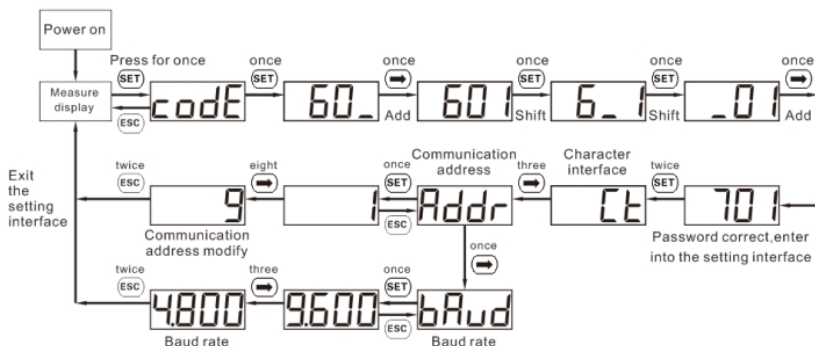 Power on
Press for once
once
once
once
once
once
SET
SET
SET
SET
Measure
display
codE
60_
601
6_1
_01
ESC
Add
Shift
Shift
Add
Exit
the
setting
interface
twice
ESC
eight
once
SET
Communication
address
three
Character
interface
twice
SET
9
1
Addr
Ct
701
ESC
Communication
address modify
Password correct,enter
into the setting interface
once
twice
ESC
three
once
SET
4.800
9.600
bAud
ESC
Baud rate
Baud rate